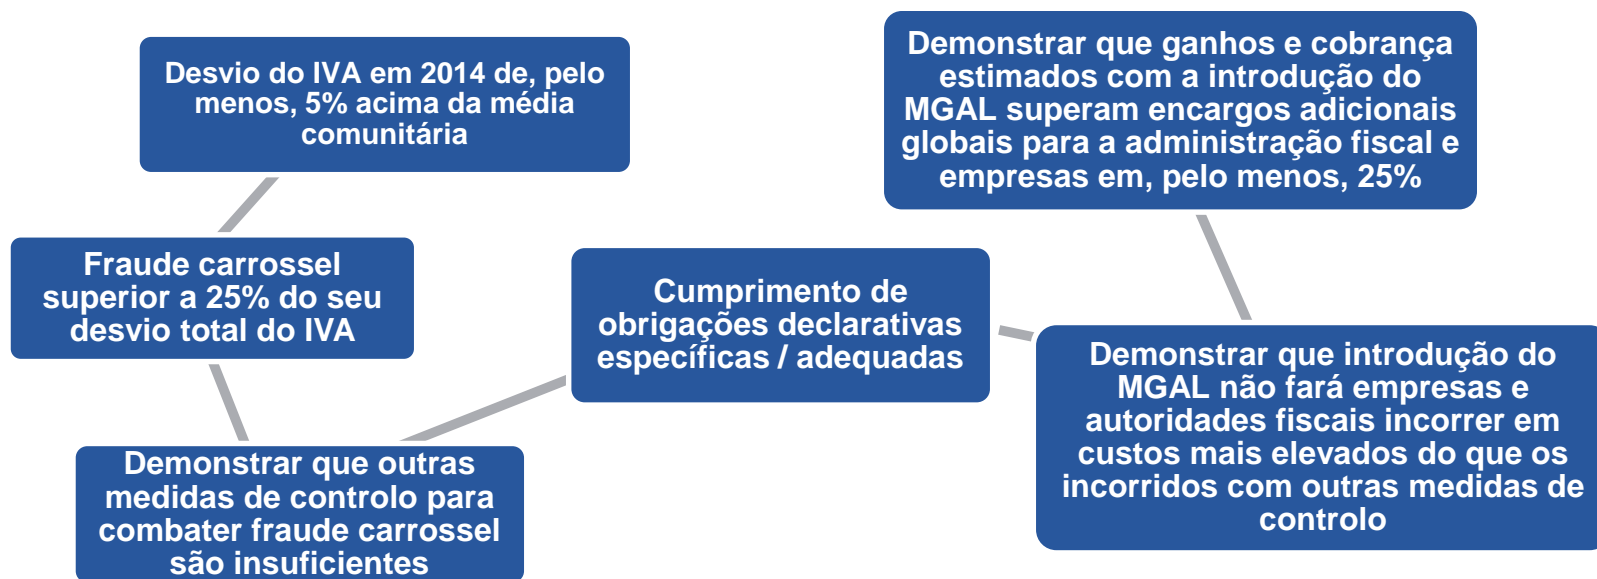 Desvio do IVA em 2014 de, pelo
menos, 5% acima da média
comunitária
Fraude carrossel
superior a 25% do seu
desvio total do IVA
Demonstrar que outras
medidas de controlo para
combater fraude carrossel
são insuficientes
Cumprimento de
obrigações declarativas
específicas / adequadas
Demonstrar que introdução do
MGAL não fará empresas e
autoridades fiscais incorrer em
custos mais elevados do que os
incorridos com outras medidas de
controlo
Demonstrar que ganhos e cobrança
estimados com a introdução do
MGAL superam encargos adicionais
globais para a administração fiscal e
empresas em, pelo menos, 25%